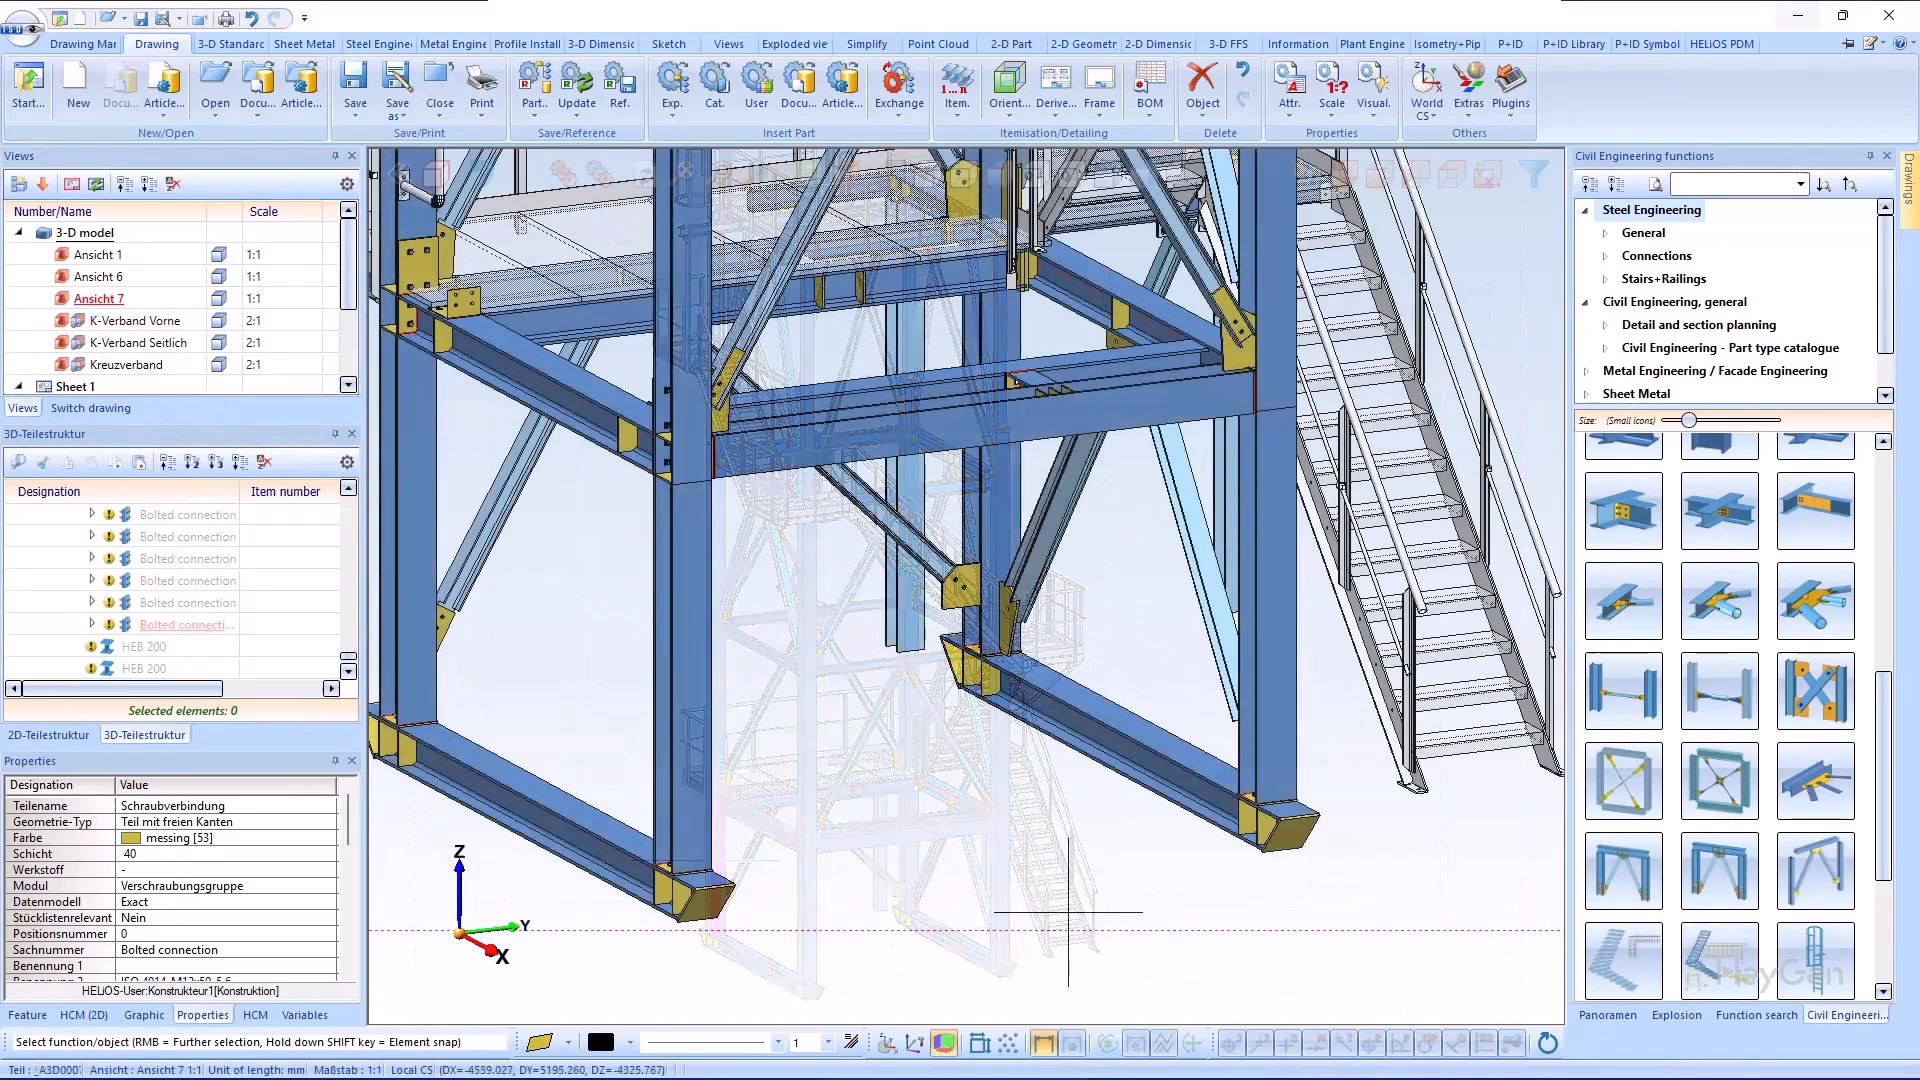 Drawing Mar Drawing 3-D Standarc Sheet Metal Steel Engine Metal Engine Profile Install 3-D Dimensic Sketch Views Exploded vie Simplify Point Cloud 2-D Part 2-D Geometr 2-D Dimensic 3-D FFS Information Plant Engine Isometry+Pip P+ID P+ID Library P+ID Symbol HELiOS PDM
Start... New Docu... Article... Open Docu... Article... Save Save as Close Print Part.. Update Ref. Exp. Cat. User Docu... Article... Exchange Item. Orient... Derive... Frame BOM Object Attr. Scale Visual. World CS Extras Plugins
New/Open Save/Print Save/Reference Insert Part Itemisation/Detailing Delete Properties Others
Views
Number/Name Scale
3-D model
Ansicht 1 1:1
Ansicht 6 1:1
Ansicht 7 1:1
K-Verband Vorne 2:1
K-Verband Seitlich 2:1
Kreuzverband 2:1
Sheet 1
Views Switch drawing
3D-Teilestruktur
Designation Item number
Bolted connection
Bolted connection
Bolted connection
Bolted connection
Bolted connection
Bolted connecti...
HEB 200
HEB 200
Selected elements: 0
2D-Teilestruktur 3D-Teilestruktur
Properties
Designation Value
Teilename Schraubverbindung
Geometrie-Typ Teil mit freien Kanten
Farbe messing [53]
Schicht 40
Werkstoff -
Modul Verschraubungsgruppe
Datenmodell Exact
Stücklistenrelevant Nein
Positionsnummer 0
Sachnummer Bolted connection
Benennung 1
HELiOS-User:Konstrukteur1[Konstruktion]
Feature HCM (2D) Graphic Properties HCM Variables
Z
Y
X
Civil Engineering functions
Drawings
Steel Engineering
General
Connections
Stairs+Railings
Civil Engineering, general
Detail and section planning
Civil Engineering - Part type catalogue
Metal Engineering / Facade Engineering
Sheet Metal
Size: (Small icons)
Panoramen Explosion Function search Civil Engineeri...
Select function/object (RMB = Further selection, Hold down SHIFT key = Element snap) 1
Ansicht : Ansicht 7 1:1 Unit of length: mm Maßstab : 1:1 Local CS (DX=-4559.027, DY=5195.260, DZ=-4325.767)